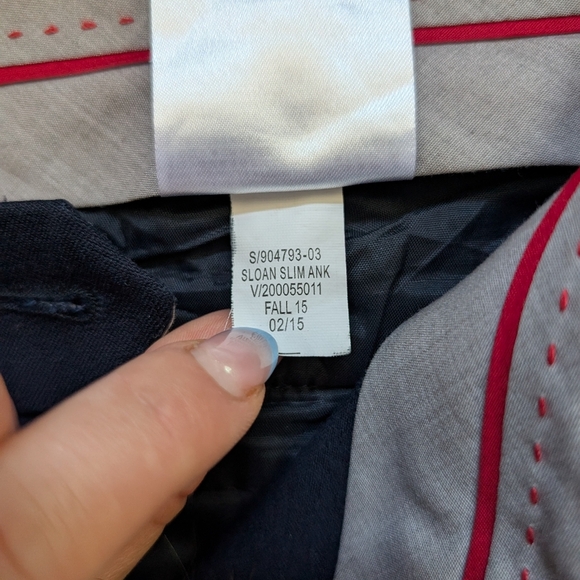 S/904793-03
SLOAN SLIM ANK
V/200055011
FALL 15
02/15